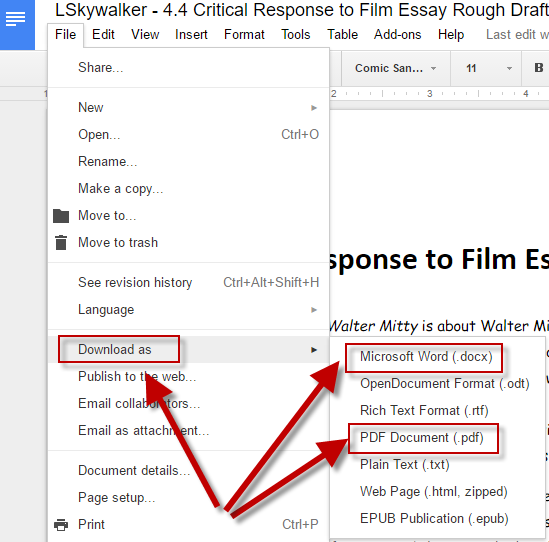 LSkywalker - 4.4 Critical Response to Film Essay Rough Draft
File Edit View Insert Format Tools Table Add-ons Help Last edit w
Comic San... 11 B
1 2 3 4
Share...
New
Open... Ctrl+O
Rename...
Make a copy...
Move to...
Move to trash
sponse to Film Es
See revision history Ctrl+Alt+Shift+H
Language
Walter Mitty is about Walter Mi
Download as
Microsoft Word (.docx)
Publish to the web...
OpenDocument Format (.odt)
Email collaborators...
Rich Text Format (.rtf)
Email as attachment...
PDF Document (.pdf)
Plain Text (.txt)
Document details...
Web Page (.html, zipped)
Page setup...
EPUB Publication (.epub)
Print Ctrl+P